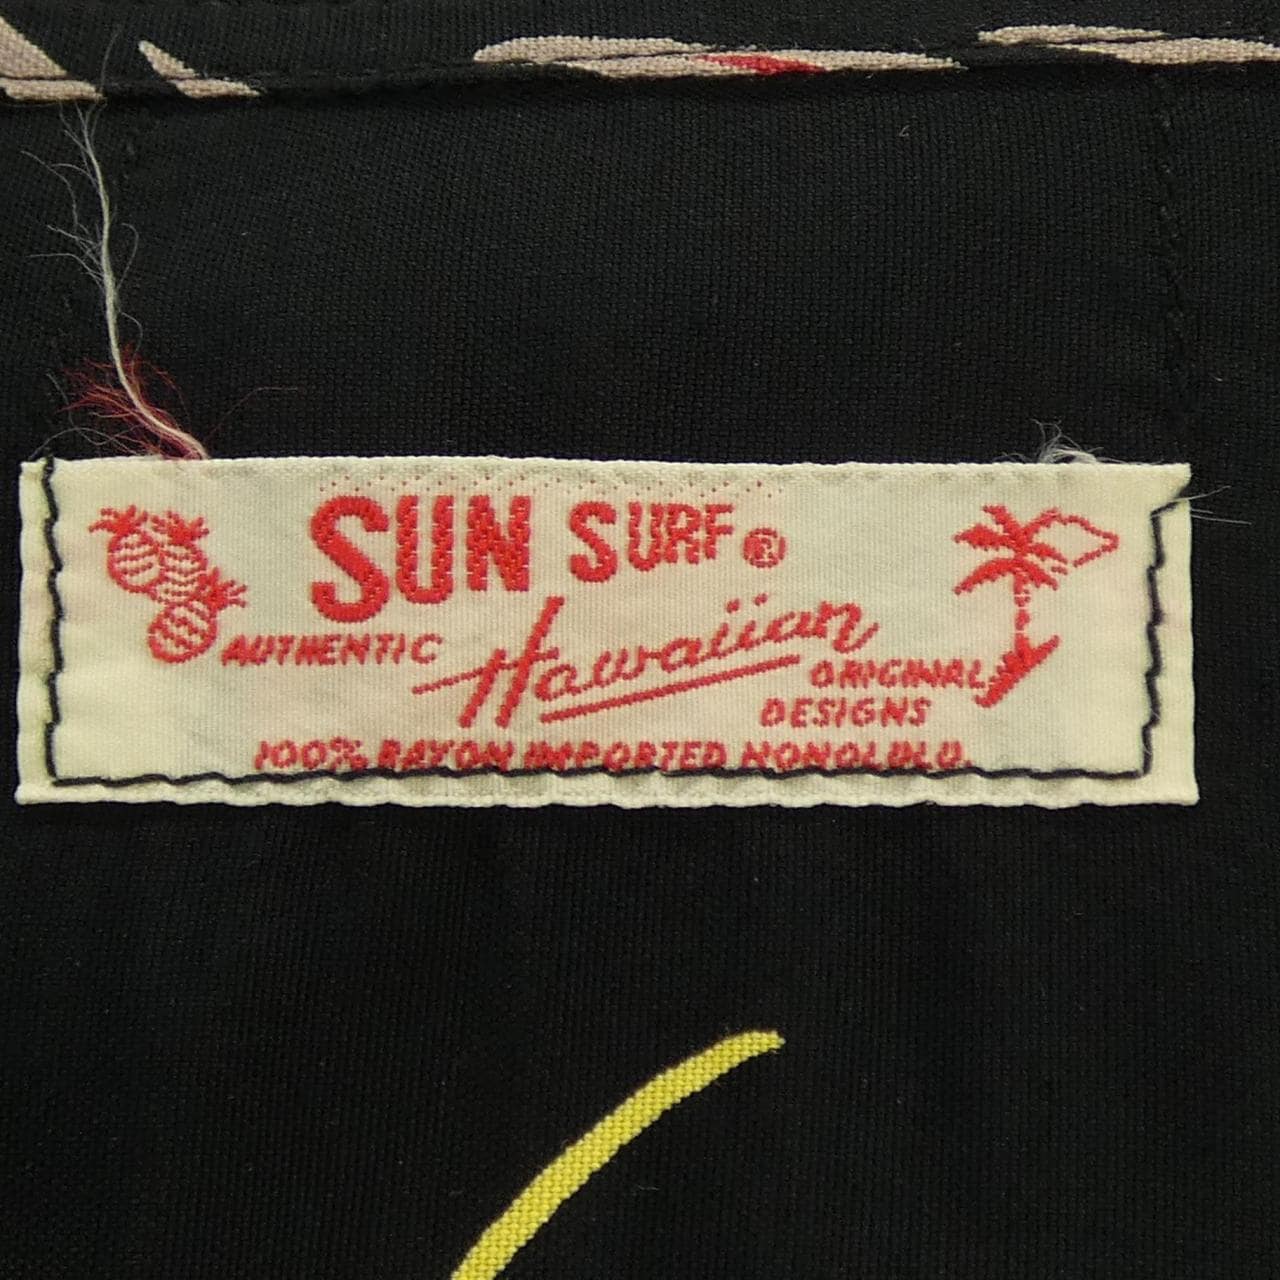 SUN SURF®
AUTHENTIC Hawaiian ORIGINAL
DESIGNS
100% RAYON IMPORTED HONOLULU.